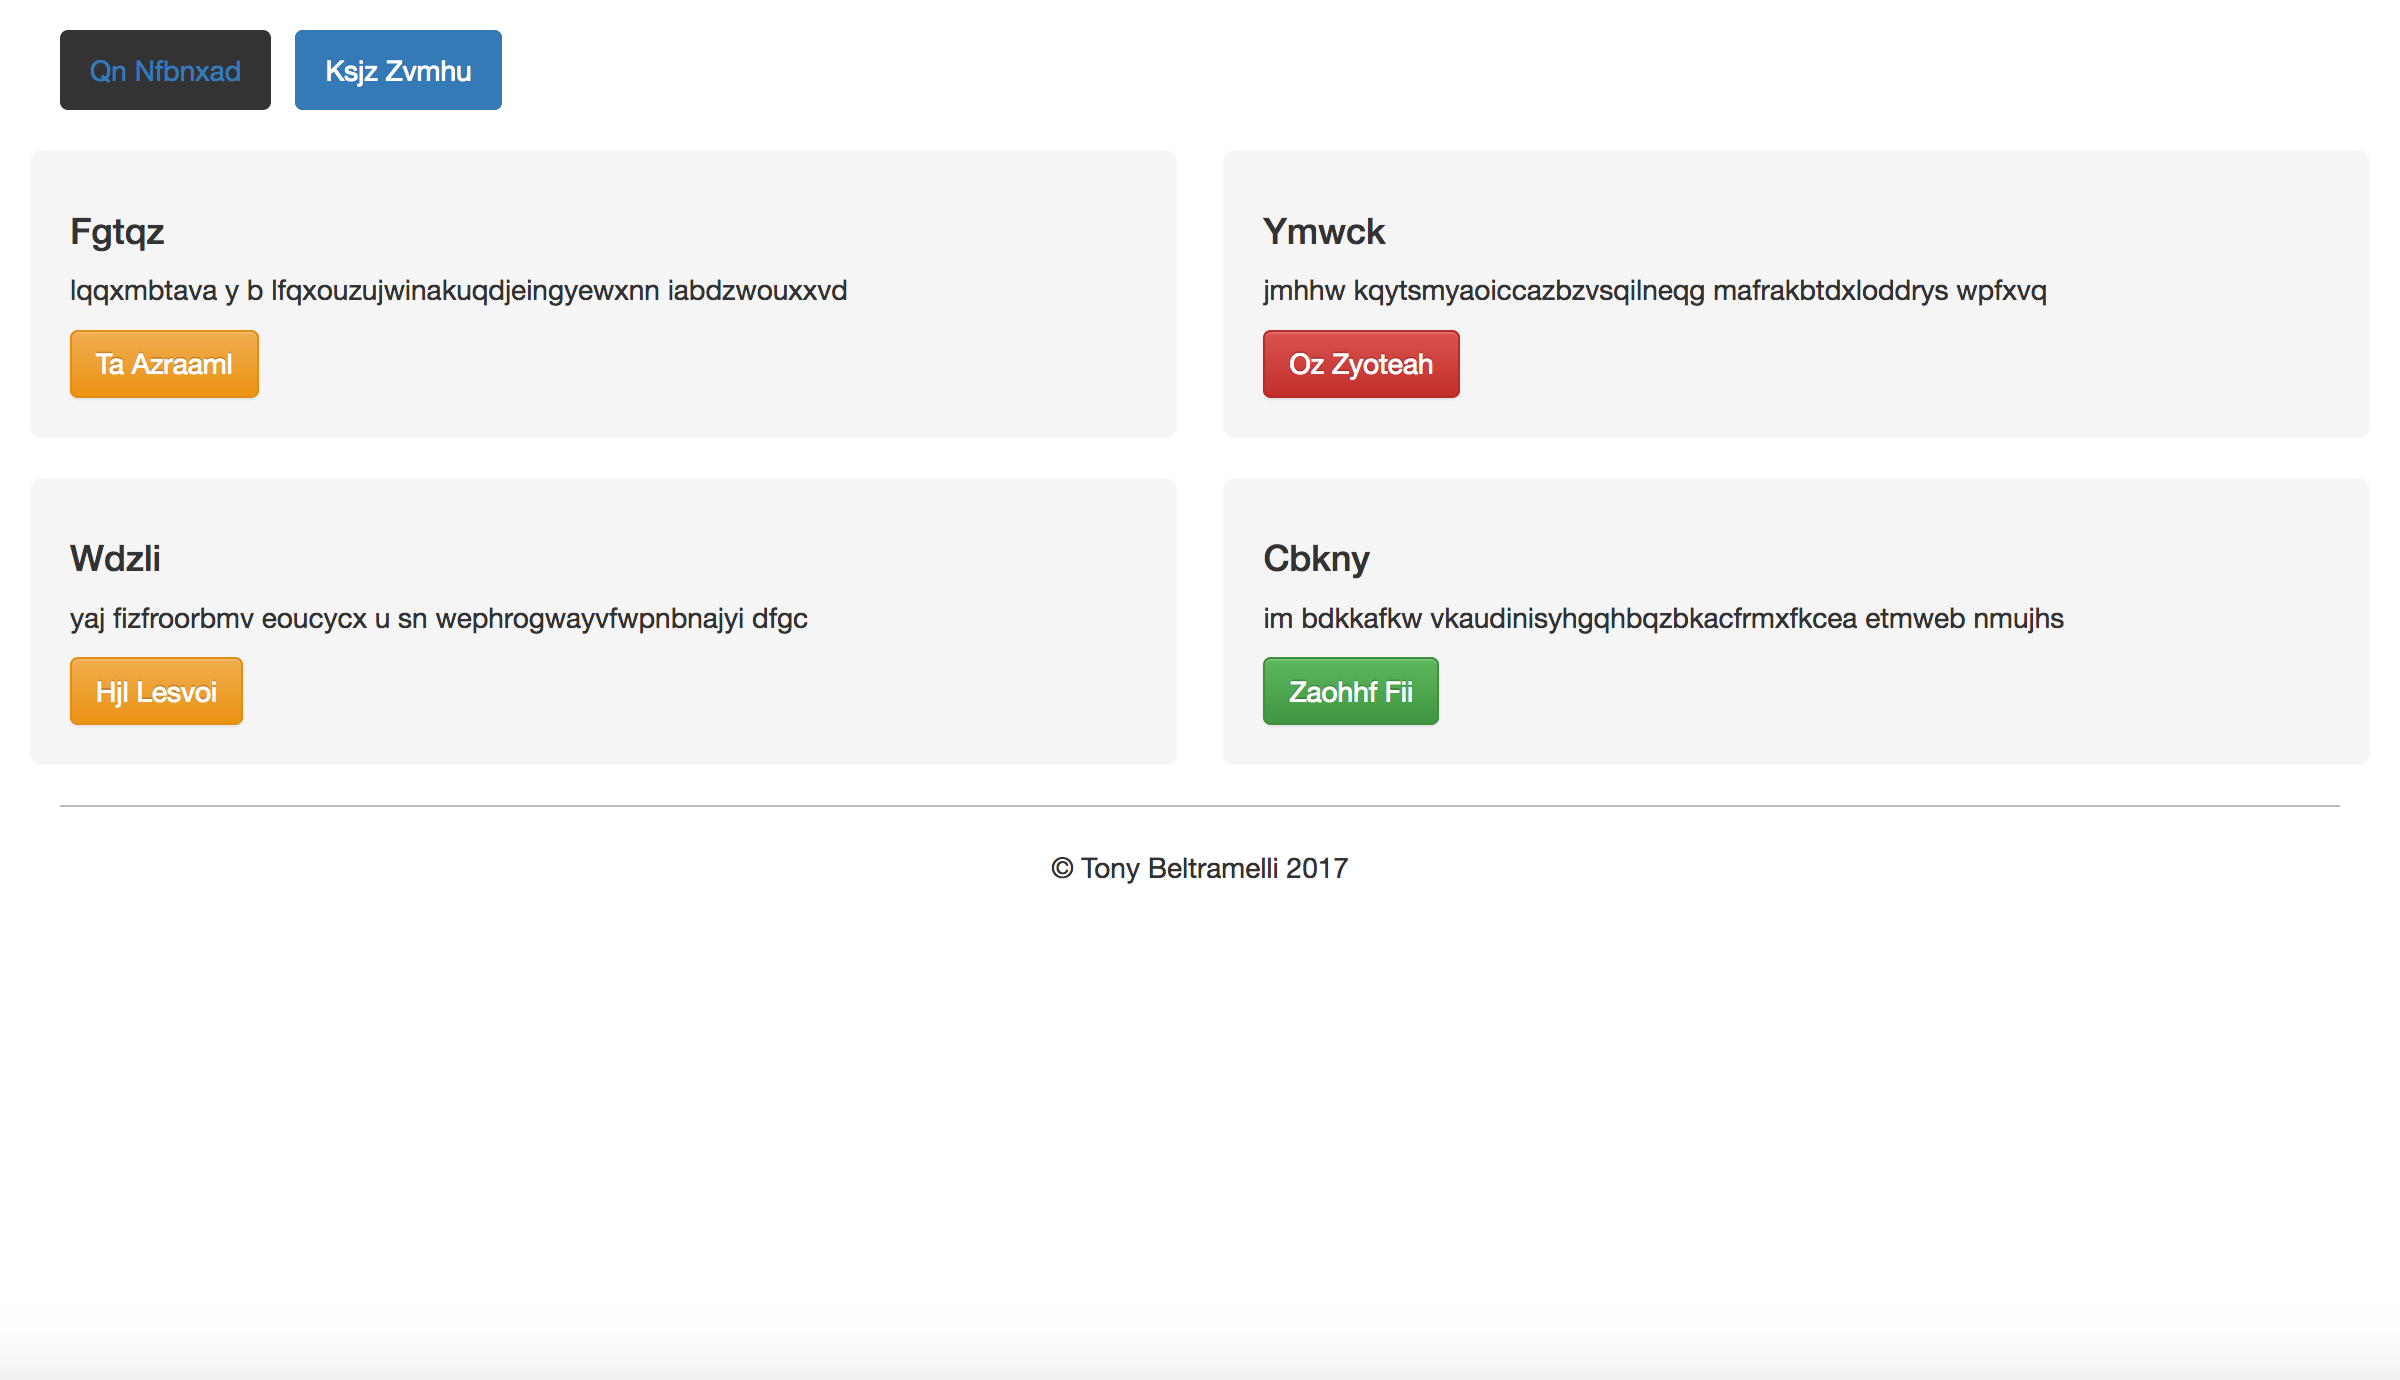 Qn Nfbnxad Ksjz Zvmhu
Fgtqz
lqqxmbtava y b lfqxouzujwinakuqdjeingyewxnn iabdzwouxxvd
Ta Azraaml
Ymwck
jmhhw kqytsmyaoiccazbzvsqilneqg mafrakbtdxloddrys wpfxvq
Oz Zyoteah
Wdzli
yaj fizfroorbmv eoucycx u sn wephrogwayvfwpnbnajyi dfgc
Hjl Lesvoi
Cbkny
im bdkkafkw vkaudinisyhgqhbqzbkacfrmxfkcea etmweb nmujhs
Zaohhf Fii
© Tony Beltramelli 2017